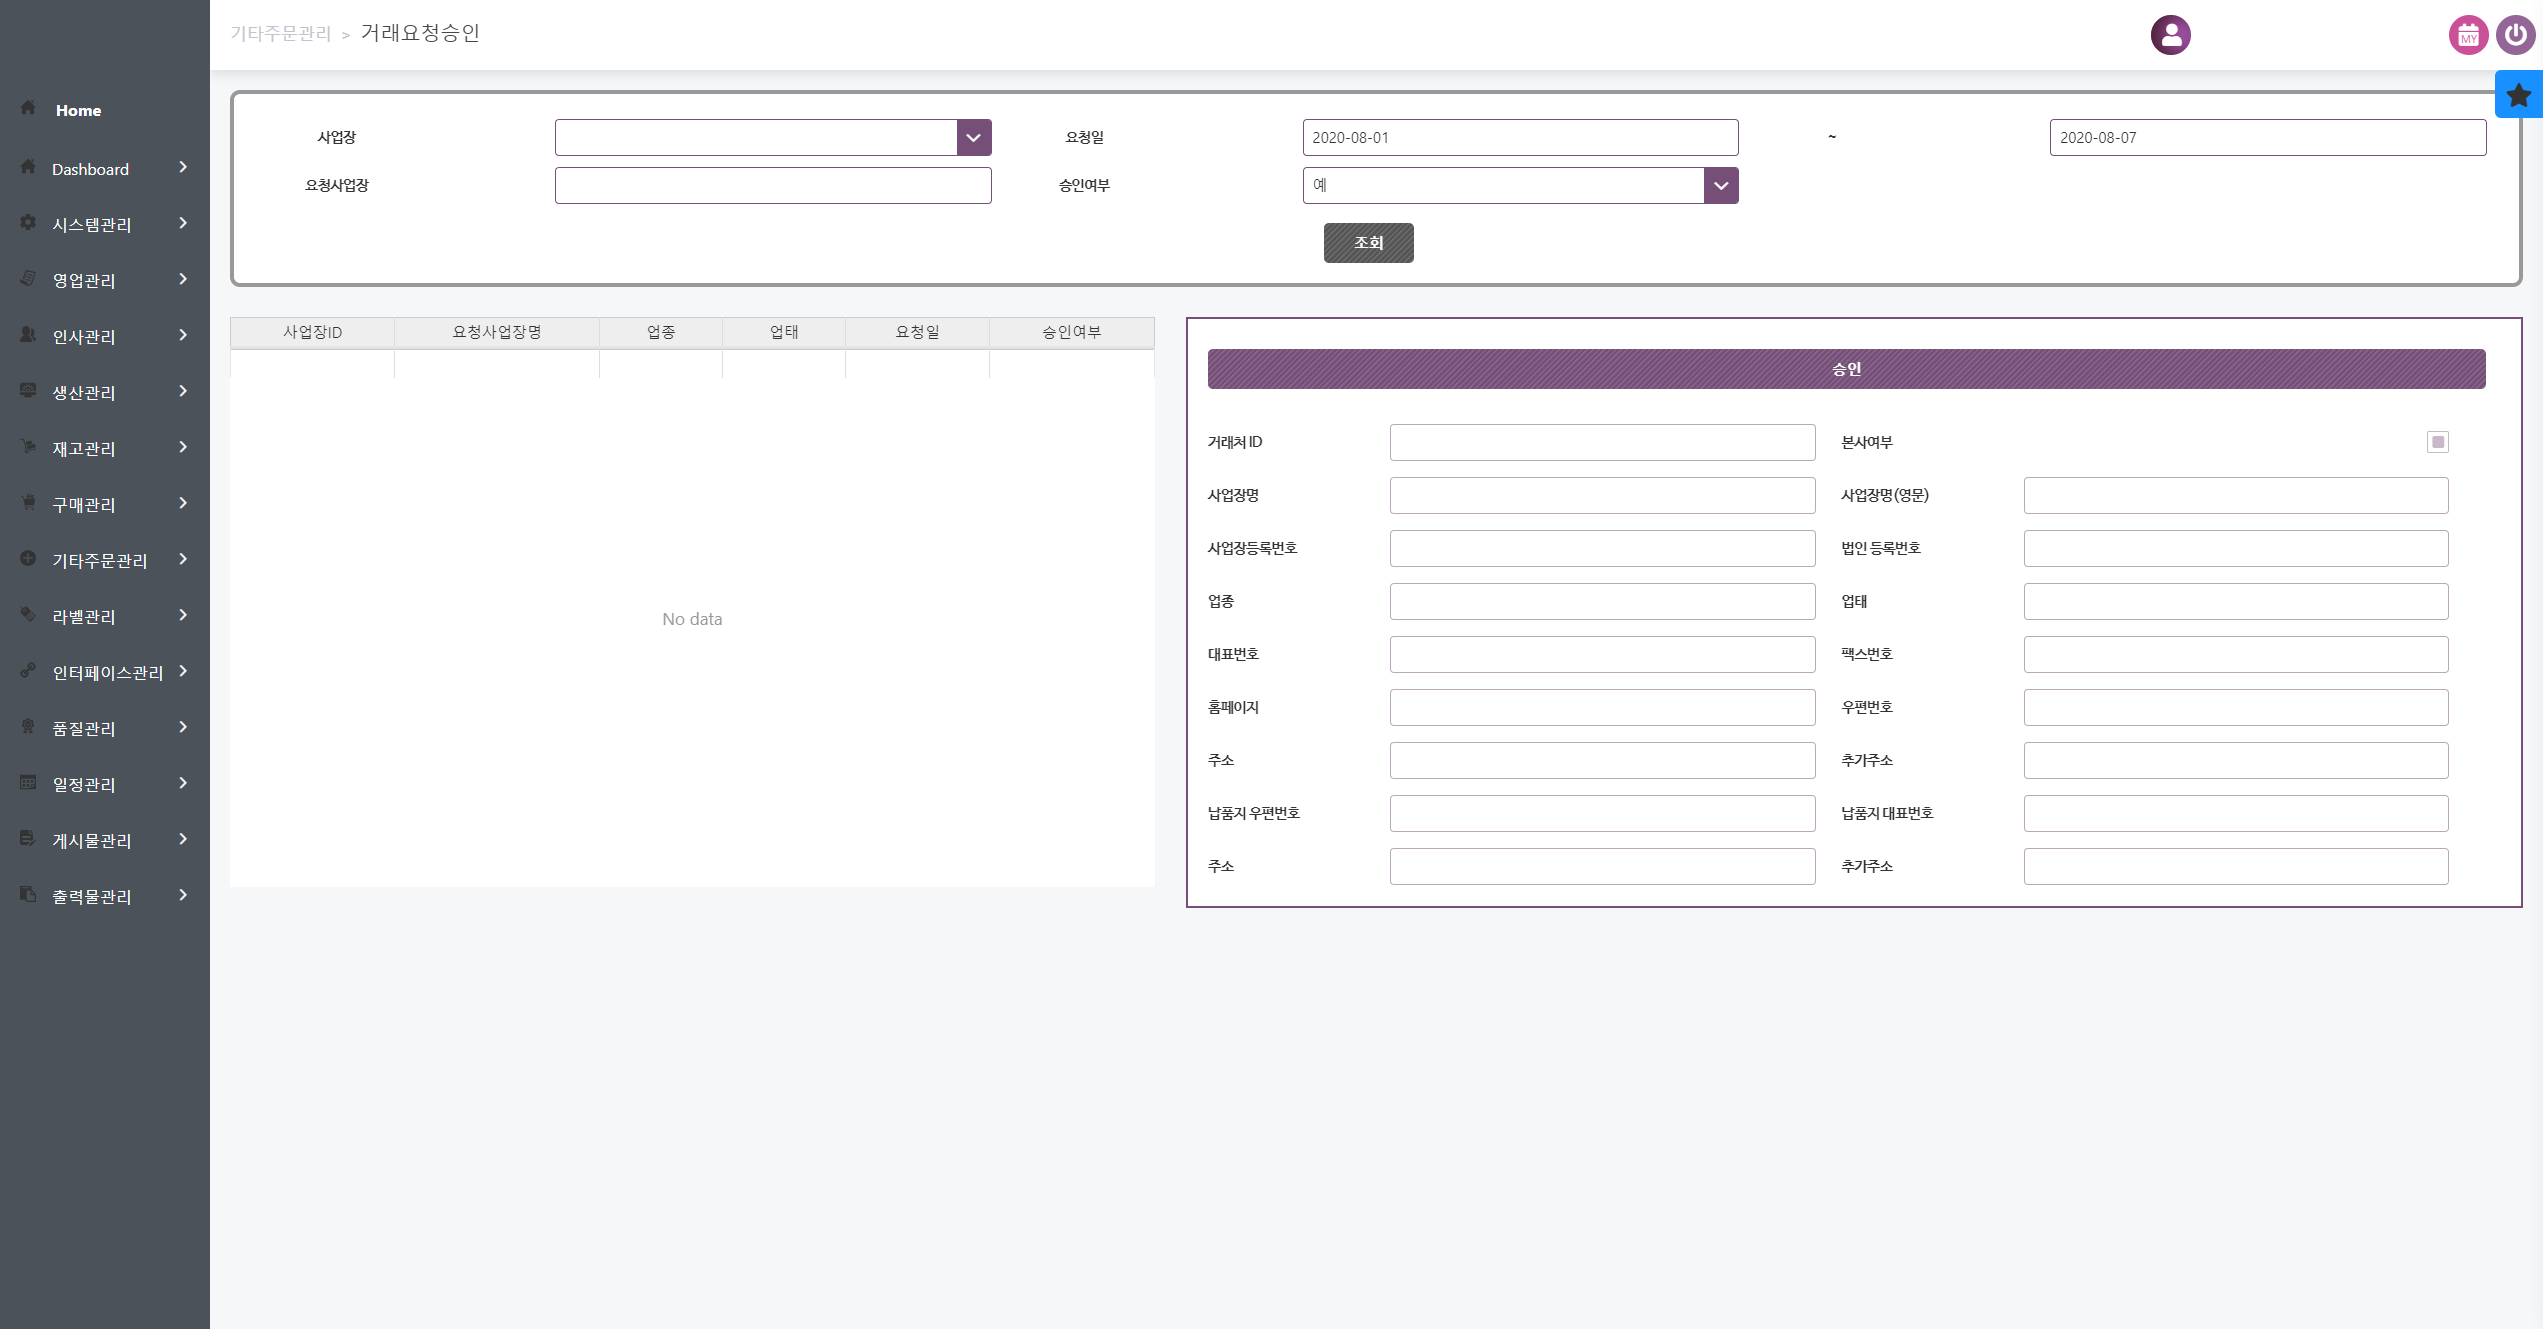 기타주문관리 > 거래요청승인
MY
Home
Dashboard
시스템관리
영업관리
인사관리
생산관리
재고관리
구매관리
기타주문관리
라벨관리
인터페이스관리
품질관리
일정관리
게시물관리
출력물관리
사업장 요청일 2020-08-01 ~ 2020-08-07
요청사업장 승인여부 예
조회
사업장ID 요청사업장명 업종 업태 요청일 승인여부
No data
승인
거래처 ID 본사여부
사업장명 사업장명(영문)
사업장등록번호 법인 등록번호
업종 업태
대표번호 팩스번호
홈페이지 우편번호
주소 추가주소
납품지 우편번호 납품지 대표번호
주소 추가주소